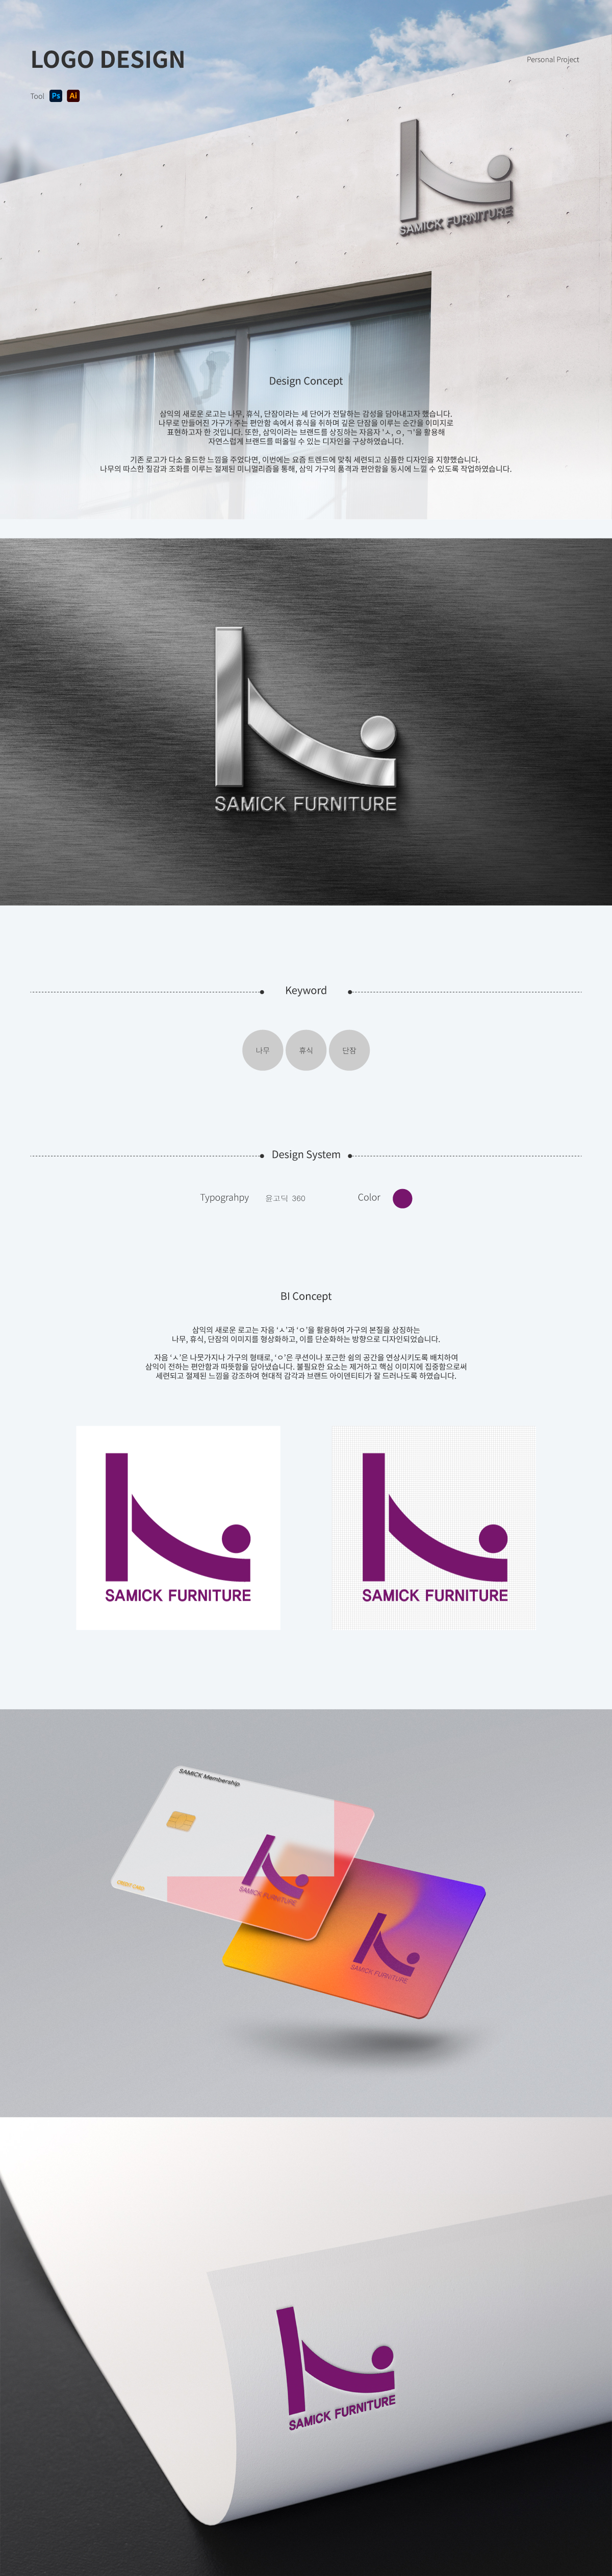 LOGO DESIGN
Personal Project
Tool Ps Ai
SAMICK FURNITURE
Design Concept
삼익의 새로운 로고는 나무, 휴식, 단잠이라는 세 단어가 전달하는 감성을 담아내고자 했습니다.
나무로 만들어진 가구가 주는 편안함 속에서 휴식을 취하며 깊은 단잠을 이루는 순간을 이미지로
표현하고자 한 것입니다. 또한, 삼익이라는 브랜드를 상징하는 자음자 ‘ㅅ, ㅇ, ㄱ’을 활용해
자연스럽게 브랜드를 떠올릴 수 있는 디자인을 구상하였습니다.
기존 로고가 다소 올드한 느낌을 주었다면, 이번에는 요즘 트렌드에 맞춰 세련되고 심플한 디자인을 지향했습니다.
나무의 따스한 질감과 조화를 이루는 절제된 미니멀리즘을 통해, 삼익 가구의 품격과 편안함을 동시에 느낄 수 있도록 작업하였습니다.
SAMICK FURNITURE
Keyword
나무 휴식 단잠
Design System
Typograhpy 윤고딕 360 Color
BI Concept
삼익의 새로운 로고는 자음 ‘ㅅ’과 ‘ㅇ’을 활용하여 가구의 본질을 상징하는
나무, 휴식, 단잠의 이미지를 형상화하고, 이를 단순화하는 방향으로 디자인되었습니다.
자음 ‘ㅅ’은 나뭇가지나 가구의 형태로, ‘ㅇ’은 쿠션이나 포근한 쉼의 공간을 연상시키도록 배치하여
삼익이 전하는 편안함과 따뜻함을 담아냈습니다. 불필요한 요소는 제거하고 핵심 이미지에 집중함으로써
세련되고 절제된 느낌을 강조하여 현대적 감각과 브랜드 아이덴티티가 잘 드러나도록 하였습니다.
SAMICK FURNITURE
SAMICK FURNITURE
SAMICK Membership
CREDIT CARD
SAMICK FURNITURE
SAMICK FURNITURE
SAMICK FURNITURE